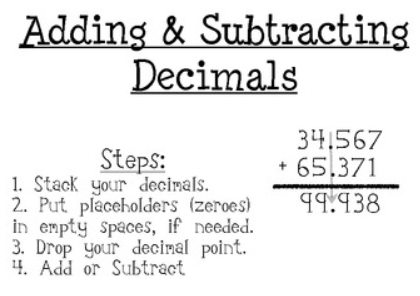 Adding & Subtracting
Decimals
Steps:
1. Stack your decimals.
2. Put placeholders (zeroes)
in empty spaces, if needed.
3. Drop your decimal point.
4. Add or Subtract
34.567
+ 65.371
99.938